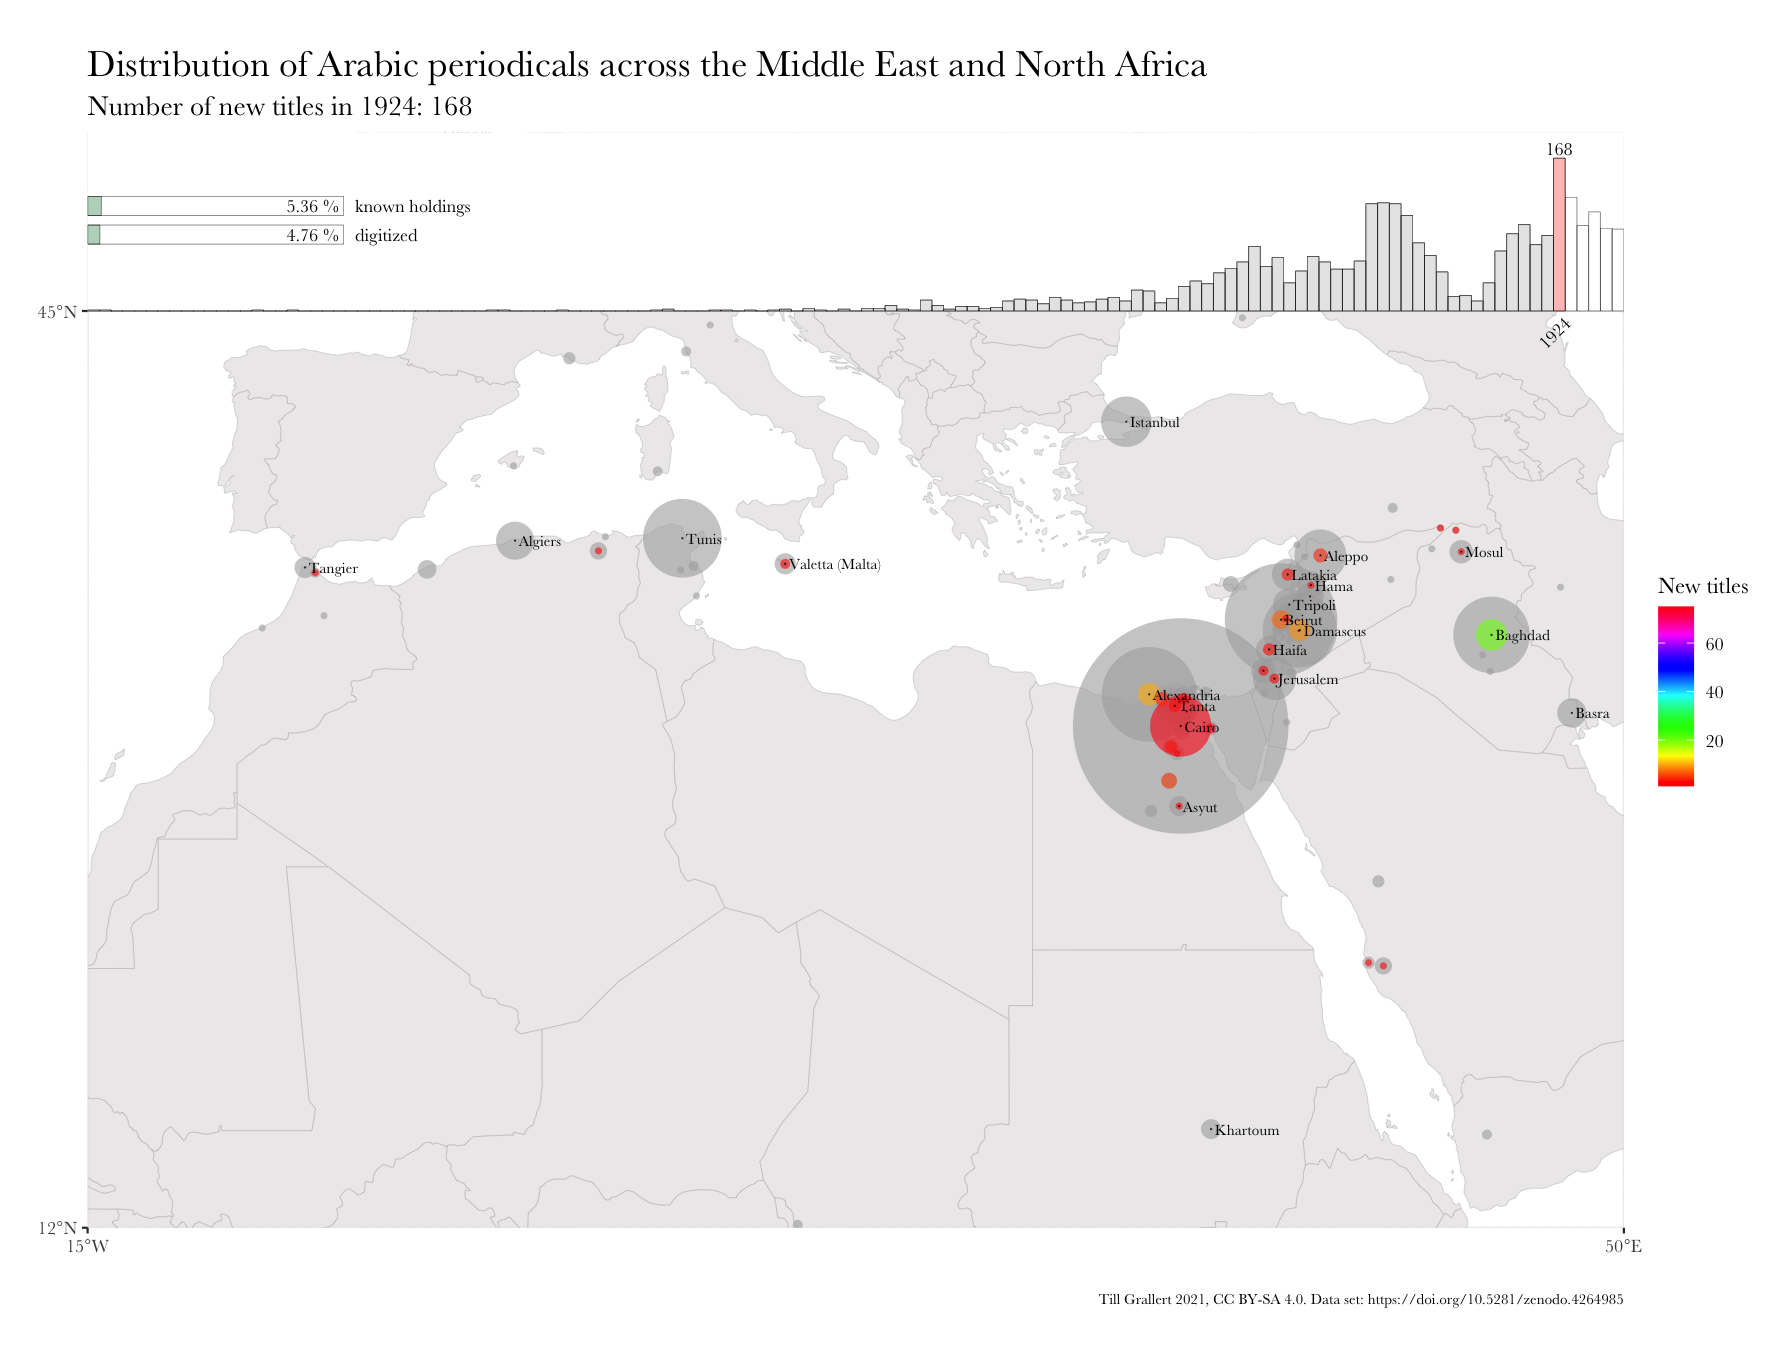 Distribution of Arabic periodicals across the Middle East and North Africa
Number of new titles in 1924: 168
168
5.36 % known holdings
4.76 % digitized
45°N
1924
Istanbul
Algiers
Tunis
Tangier
Valetta (Malta)
Aleppo
Mosul
Latakia
Hama
Tripoli
Beirut
Damascus
Baghdad
Haifa
Jerusalem
Alexandria
Tanta
Cairo
Basra
Asyut
Khartoum
New titles
60
40
20
12°N
15°W
50°E
Till Grallert 2021, CC BY-SA 4.0. Data set: https://doi.org/10.5281/zenodo.4264985